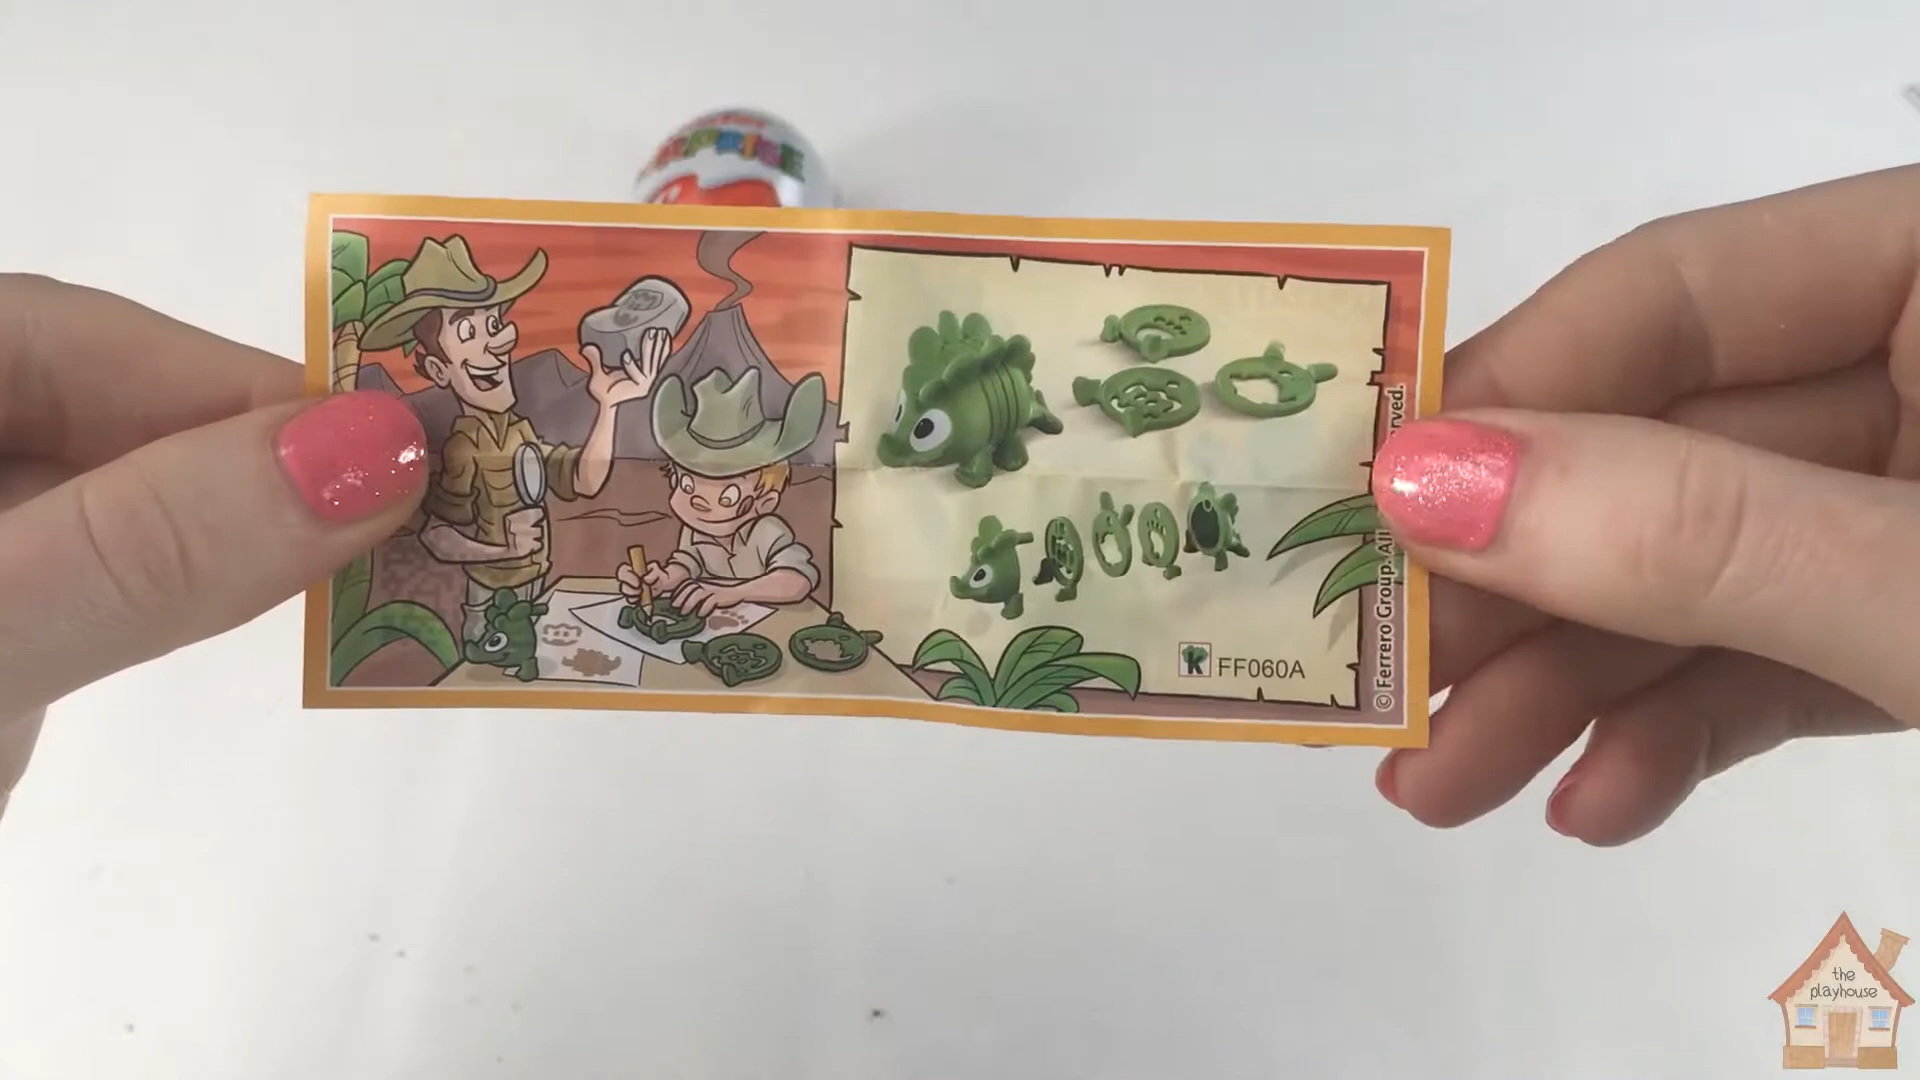 K FF060A
© Ferrero Group. All
rved.
the
playhouse